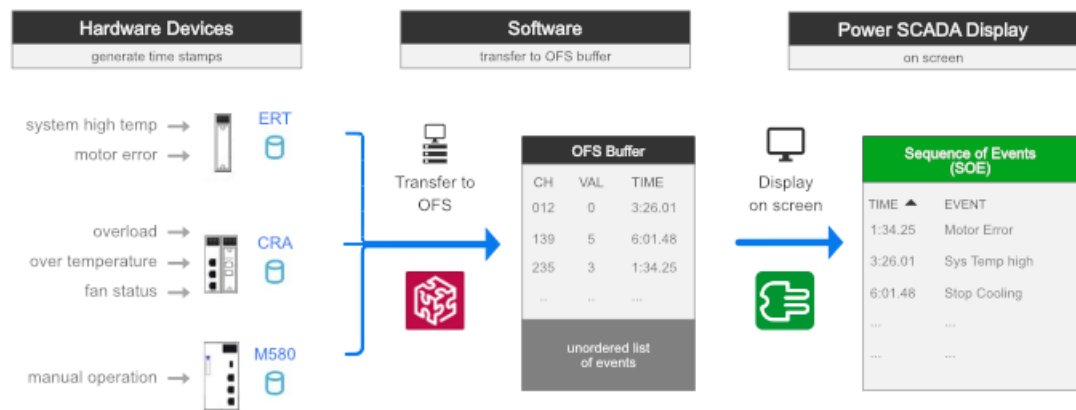 Hardware Devices
generate time stamps
Software
transfer to OFS buffer
Power SCADA Display
on screen
system high temp
motor error
ERT
overload
over temperature
fan status
CRA
manual operation
M580
Transfer to
OFS
OFS Buffer
CH VAL TIME
012 0 3:26.01
139 5 6:01.48
235 3 1:34.25
.. .. ...
unordered list
of events
Display
on screen
Sequence of Events
(SOE)
TIME EVENT
1:34.25 Motor Error
3:26.01 Sys Temp high
6:01.48 Stop Cooling
... ...
... ...